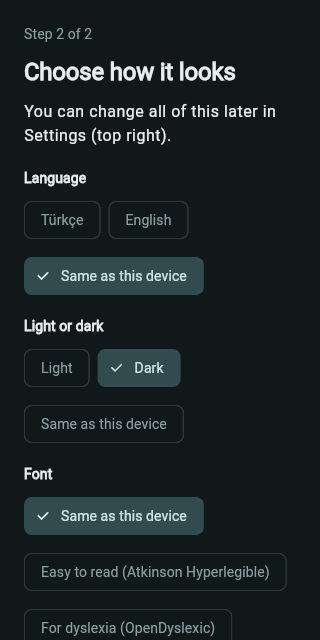 Step 2 of 2
Choose how it looks
You can change all of this later in
Settings (top right).
Language
Türkçe English
Same as this device
Light or dark
Light Dark
Same as this device
Font
Same as this device
Easy to read (Atkinson Hyperlegible)
For dyslexia (OpenDyslexic)